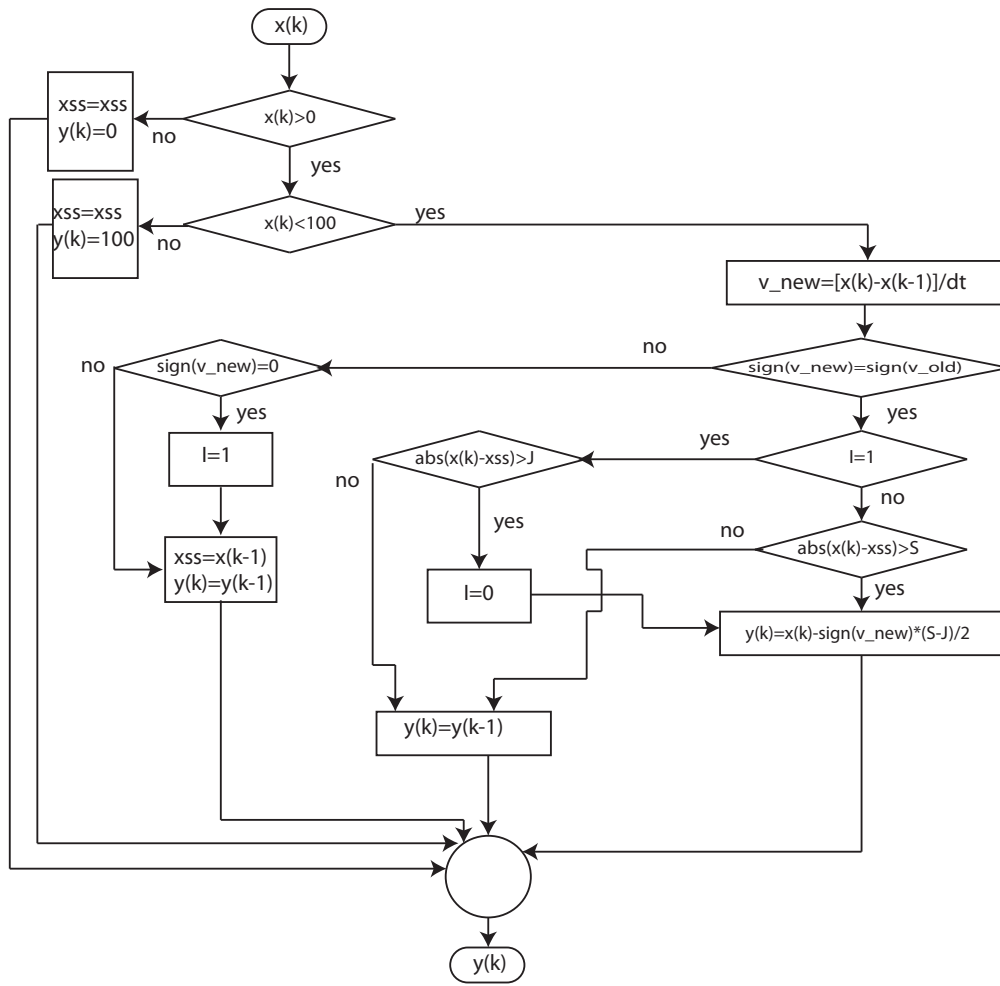 x(k)
xss=xss
y(k)=0
no
x(k)>0
yes
xss=xss
y(k)=100
no
x(k)<100
yes
v_new=[x(k)-x(k-1)]/dt
no
sign(v_new)=0
no
sign(v_new)=sign(v_old)
yes
yes
I=1
abs(x(k)-xss)>J
yes
I=1
no
no
yes
no
abs(x(k)-xss)>S
yes
xss=x(k-1)
y(k)=y(k-1)
I=0
y(k)=x(k)-sign(v_new)*(S-J)/2
y(k)=y(k-1)
y(k)